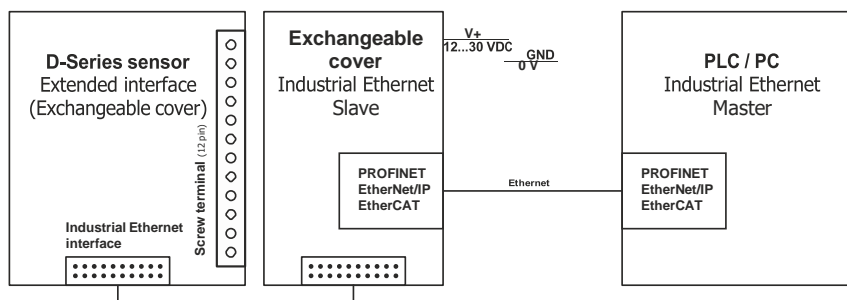 D-Series sensor
Extended interface
(Exchangeable cover)
Screw terminal (12 pin)
Industrial Ethernet
interface
Exchangeable
cover
Industrial Ethernet
Slave
V+
12...30 VDC
GND
0 V
PROFINET
EtherNet/IP
EtherCAT
Ethernet
PLC / PC
Industrial Ethernet
Master
PROFINET
EtherNet/IP
EtherCAT